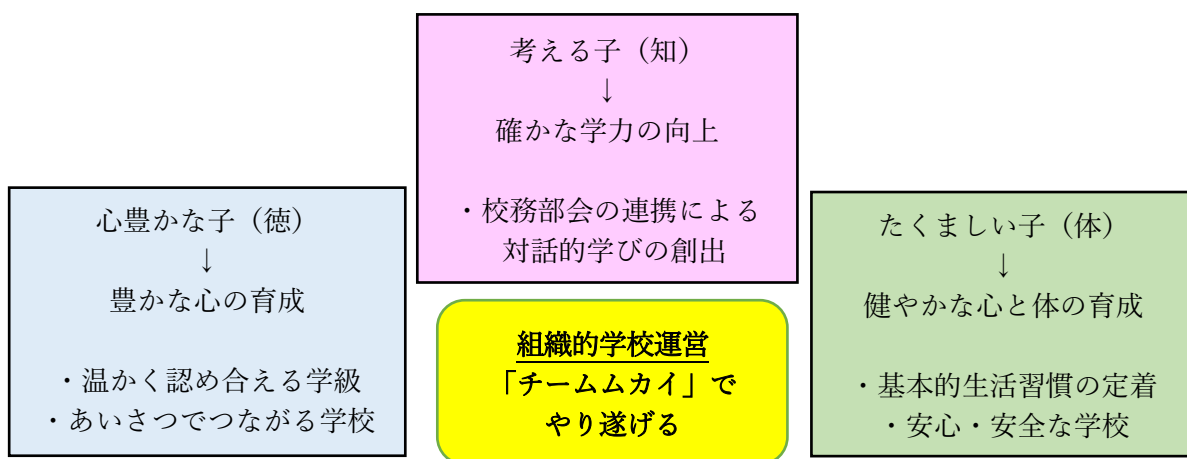 考える子（知）
↓
確かな学力の向上
・校務部会の連携による
対話的学びの創出
心豊かな子（徳）
↓
豊かな心の育成
・温かく認め合える学級
・あいさつでつながる学校
組織的学校運営
「チームムカイ」で
やり遂げる
たくましい子（体）
↓
健やかな心と体の育成
・基本的生活習慣の定着
・安心・安全な学校